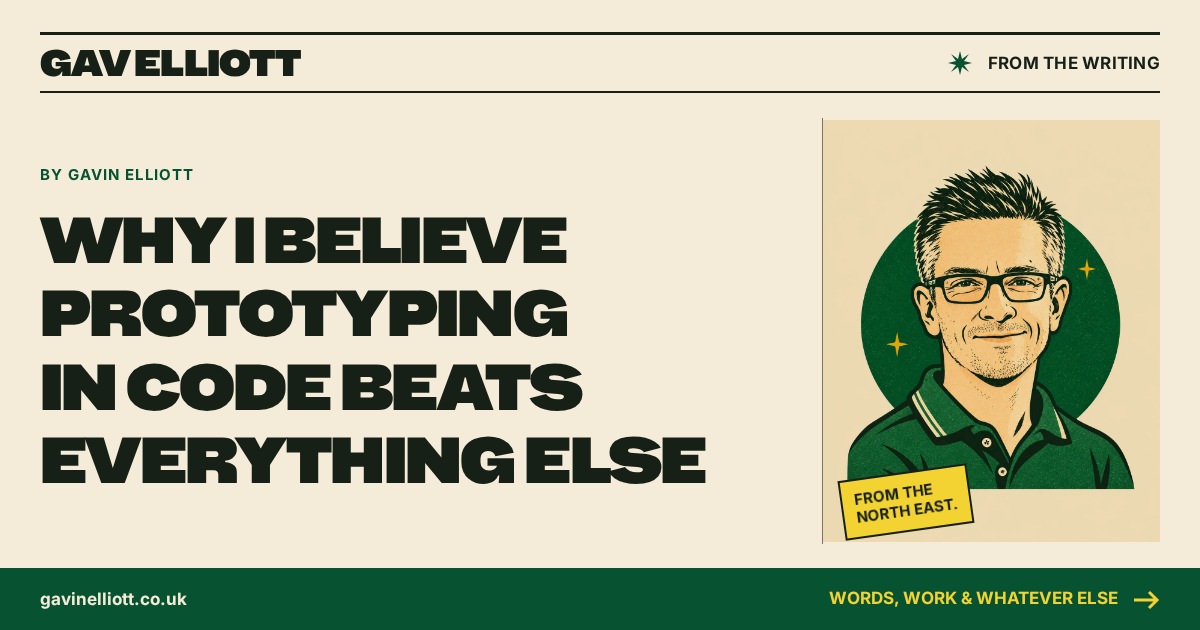 GAV ELLIOTT
FROM THE WRITING
BY GAVIN ELLIOTT
WHY I BELIEVE
PROTOTYPING
IN CODE BEATS
EVERYTHING ELSE
FROM THE
NORTH EAST.
gavinelliott.co.uk
WORDS, WORK & WHATEVER ELSE